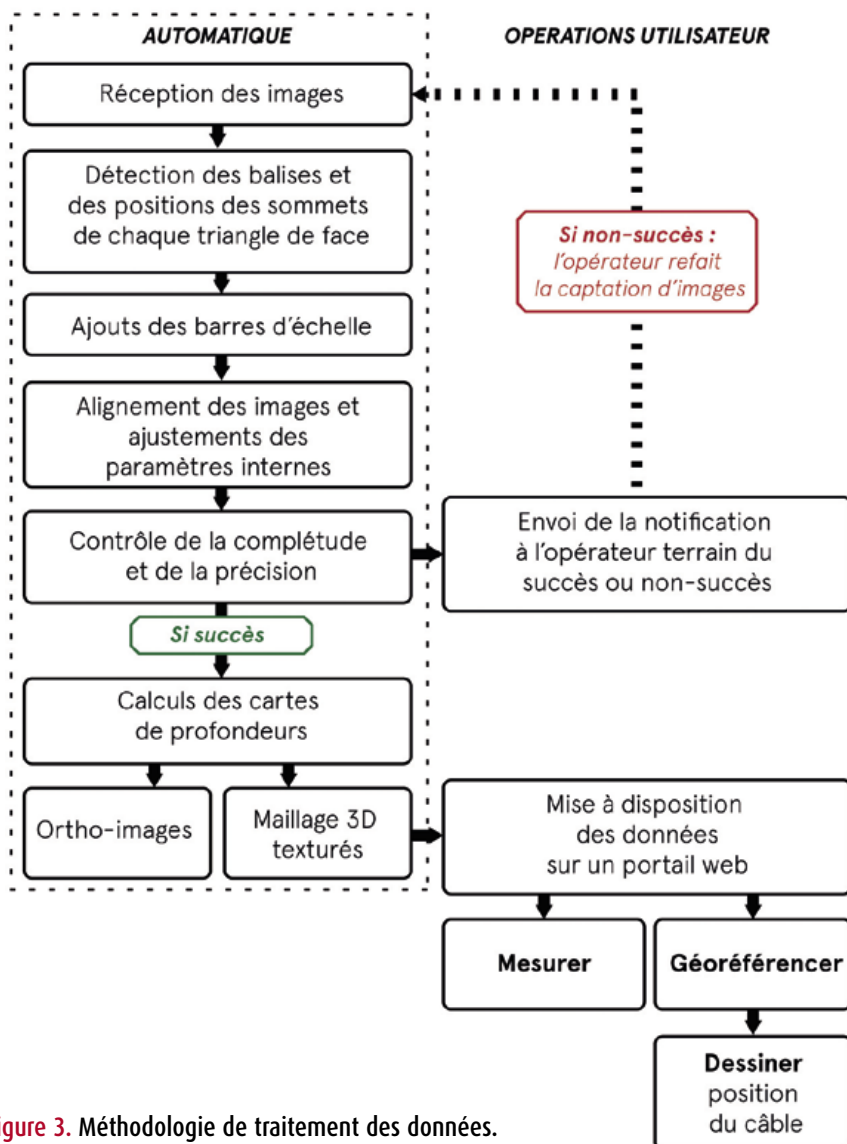 AUTOMATIQUE
OPERATIONS UTILISATEUR
Réception des images
Détection des balises et
des positions des sommets
de chaque triangle de face
Si non-succès :
l'opérateur refait
la captation d'images
Ajouts des barres d'échelle
Alignement des images et
ajustements des
paramètres internes
Contrôle de la complétude
et de la précision
Envoi de la notification
à l'opérateur terrain du
succès ou non-succès
Si succès
Calculs des cartes
de profondeurs
Ortho-images
Maillage 3D
texturés
Mise à disposition
des données
sur un portail web
Mesurer
Géoréférencer
Dessiner
position
du câble
igure 3. Méthodologie de traitement des données.